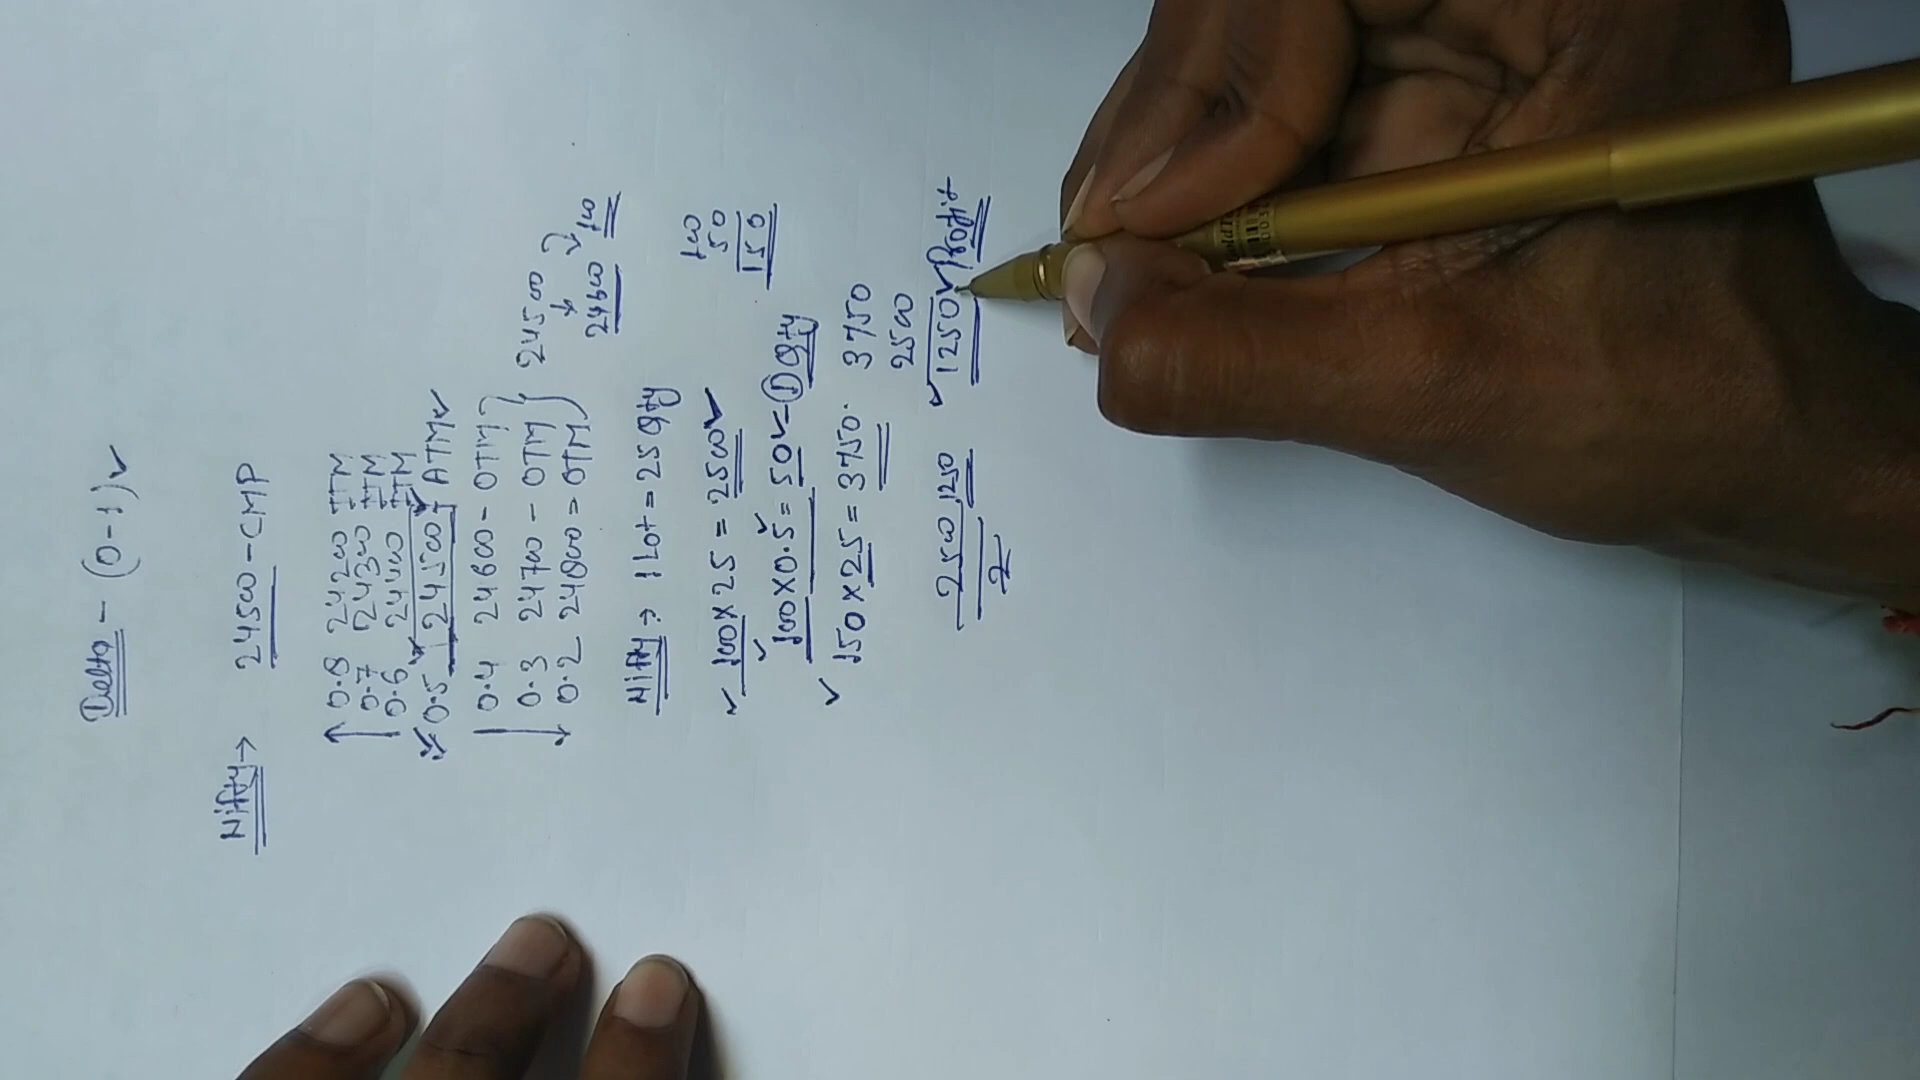 Delta - (0-1) ✓
Nifty → 24500-CMP
↑ 0.8 24200 ITM
0.7 24300 ITM
0.6 24400 ITM
0.5 24500 ATM ✓
0.4 24600 - OTM
0.3 24700 - OTM
↓ 0.2 24800 = OTM
24500
↓
24600 100
Nifty → 1 Lot = 25 Qty
✓ 100 x 25 = 2500 ✓
✓ 100 x 0.5 = 50 ✓ - 1 Qty
✓ 150 x 25 = 3750.
100
50
150
3750
2500
✓ 1250 ✓ Profit
2500, 1250
2